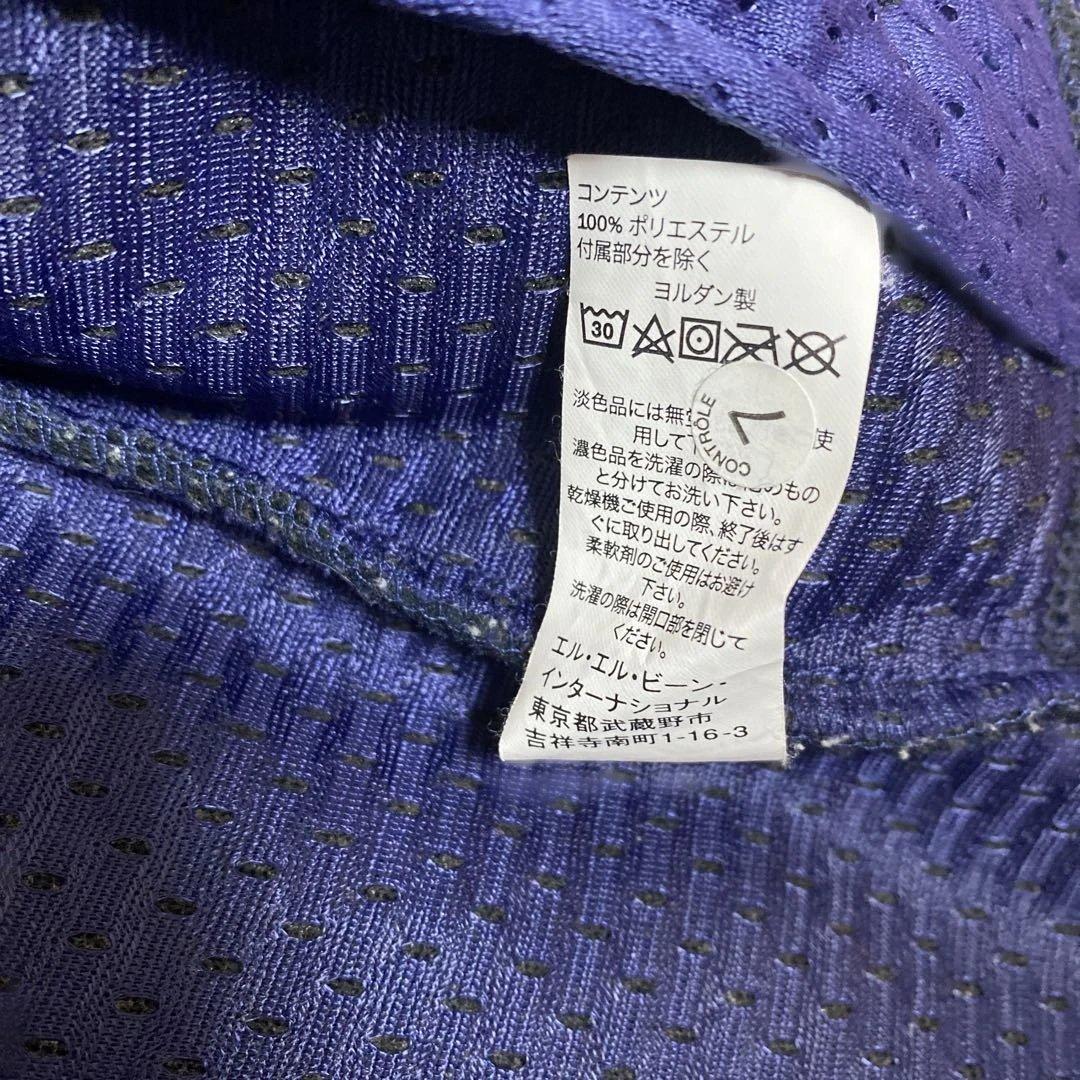 コンテンツ
100% ポリエステル
付属部分を除く
ヨルダン製
30
CONTRÔLE
淡色品には無 使
用して
濃色品を洗濯の際は もの
と分けてお洗い下さい。
乾燥機ご使用の際、終了後はす
ぐに取り出してください。
柔軟剤のご使用はお避け
下さい。
洗濯の際は開口部を閉じて
ください。
エル・エル・ビーン・
インターナショナル
東京都武蔵野市
吉祥寺南町1-16-3